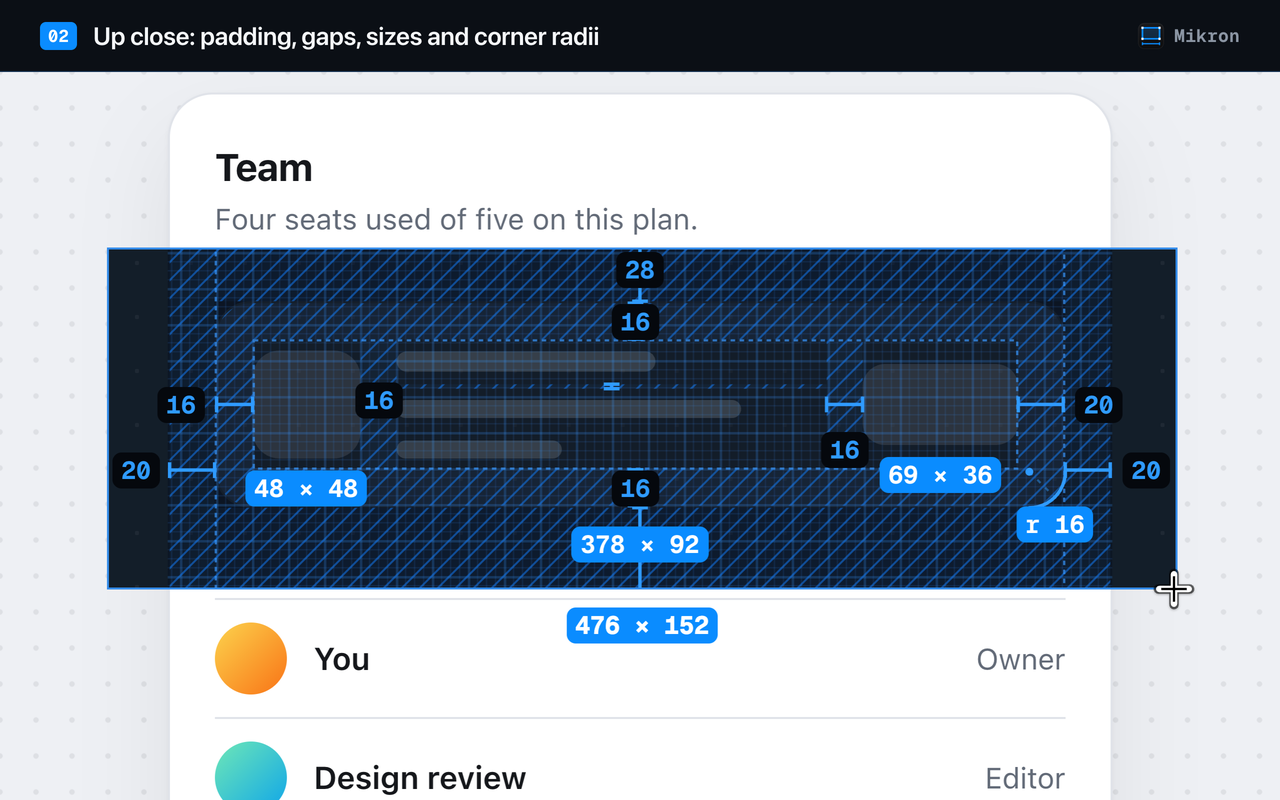 02 Up close: padding, gaps, sizes and corner radii
Mikron
Team
Four seats used of five on this plan.
28
16
16
16
20
16
20
20
48 × 48
16
69 × 36
r 16
378 × 92
476 × 152
You
Owner
Design review
Editor